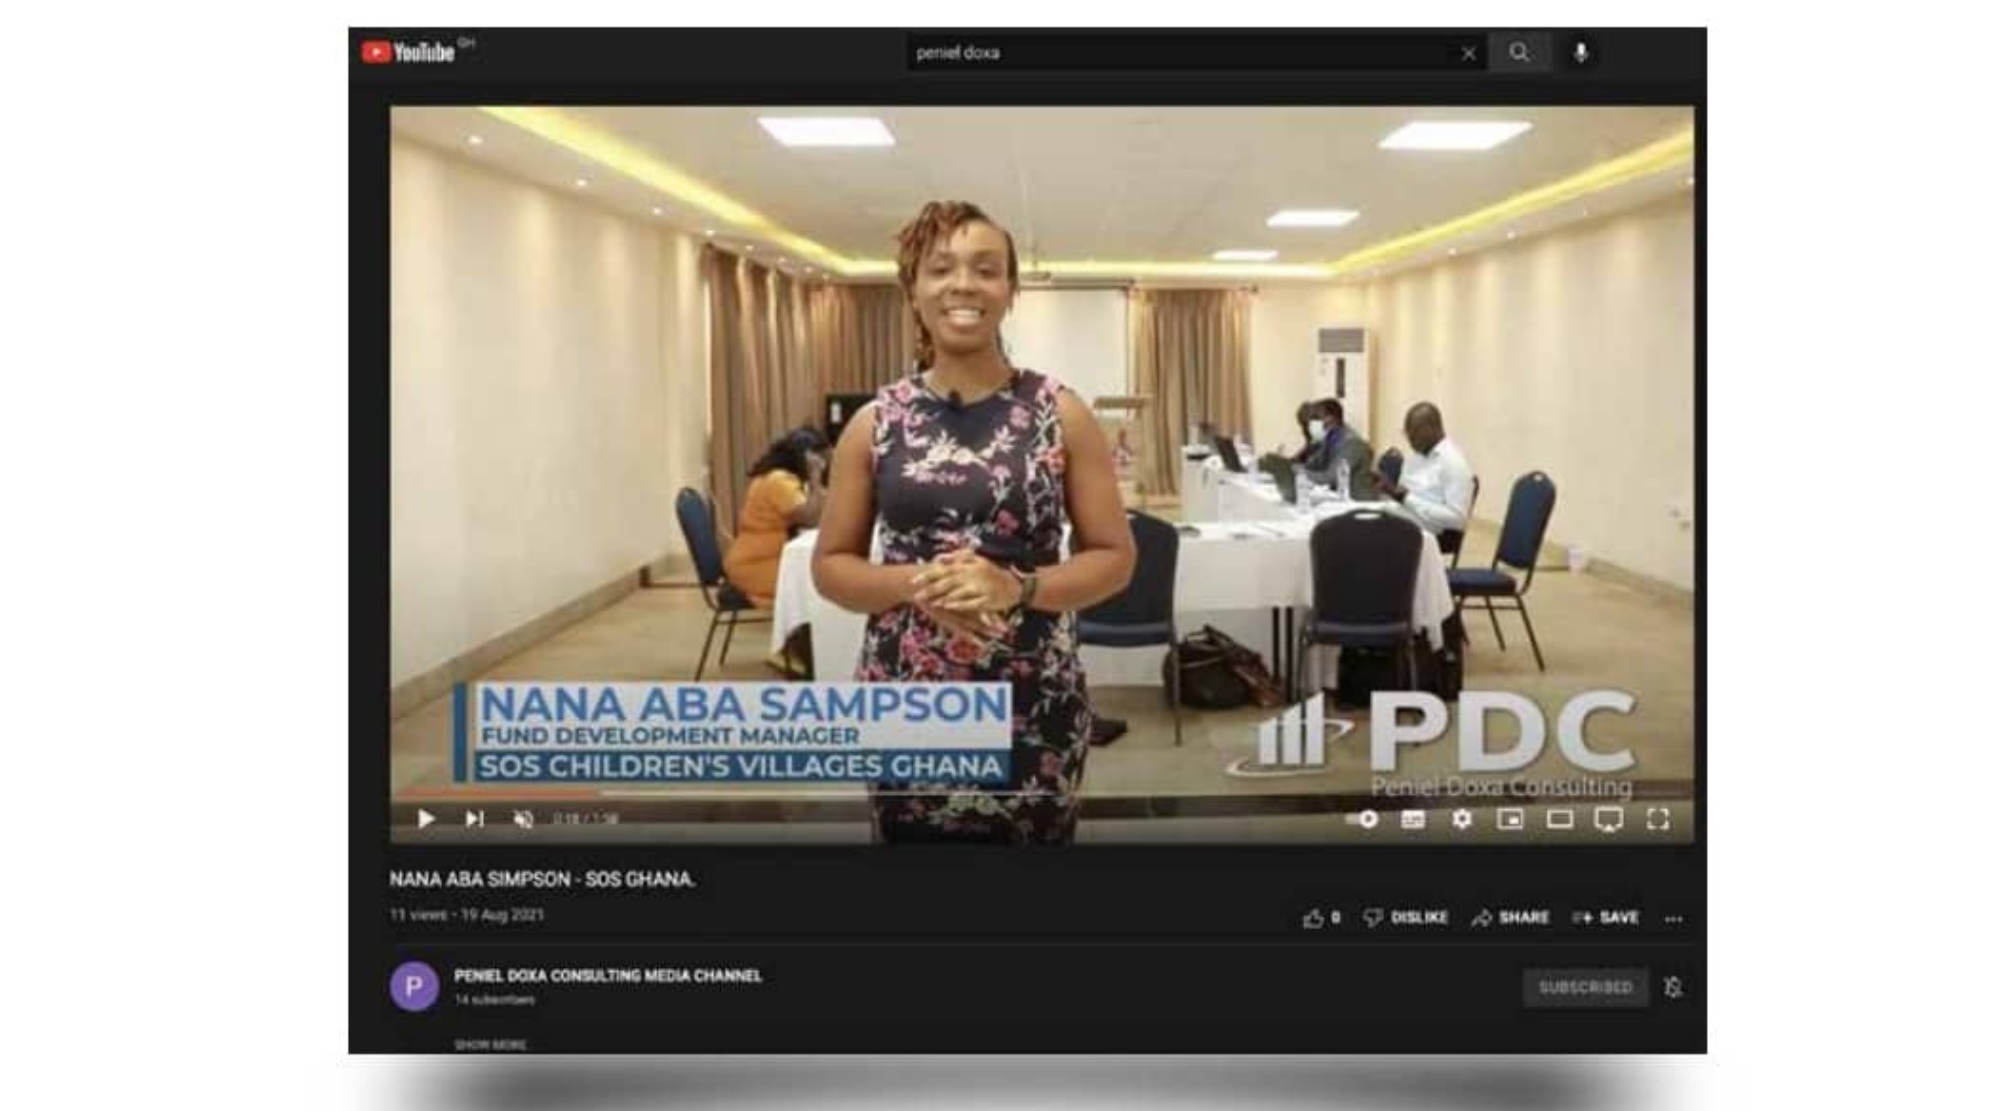 YouTube GH
peniel doxa
NANA ABA SAMPSON
FUND DEVELOPMENT MANAGER
SOS CHILDREN'S VILLAGES GHANA
PDC
Peniel Doxa Consulting
0:18 / 1:58
NANA ABA SIMPSON - SOS GHANA.
11 views • 19 Aug 2021
0 DISLIKE SHARE SAVE
P
PENIEL DOXA CONSULTING MEDIA CHANNEL
14 subscribers
SUBSCRIBED
SHOW MORE